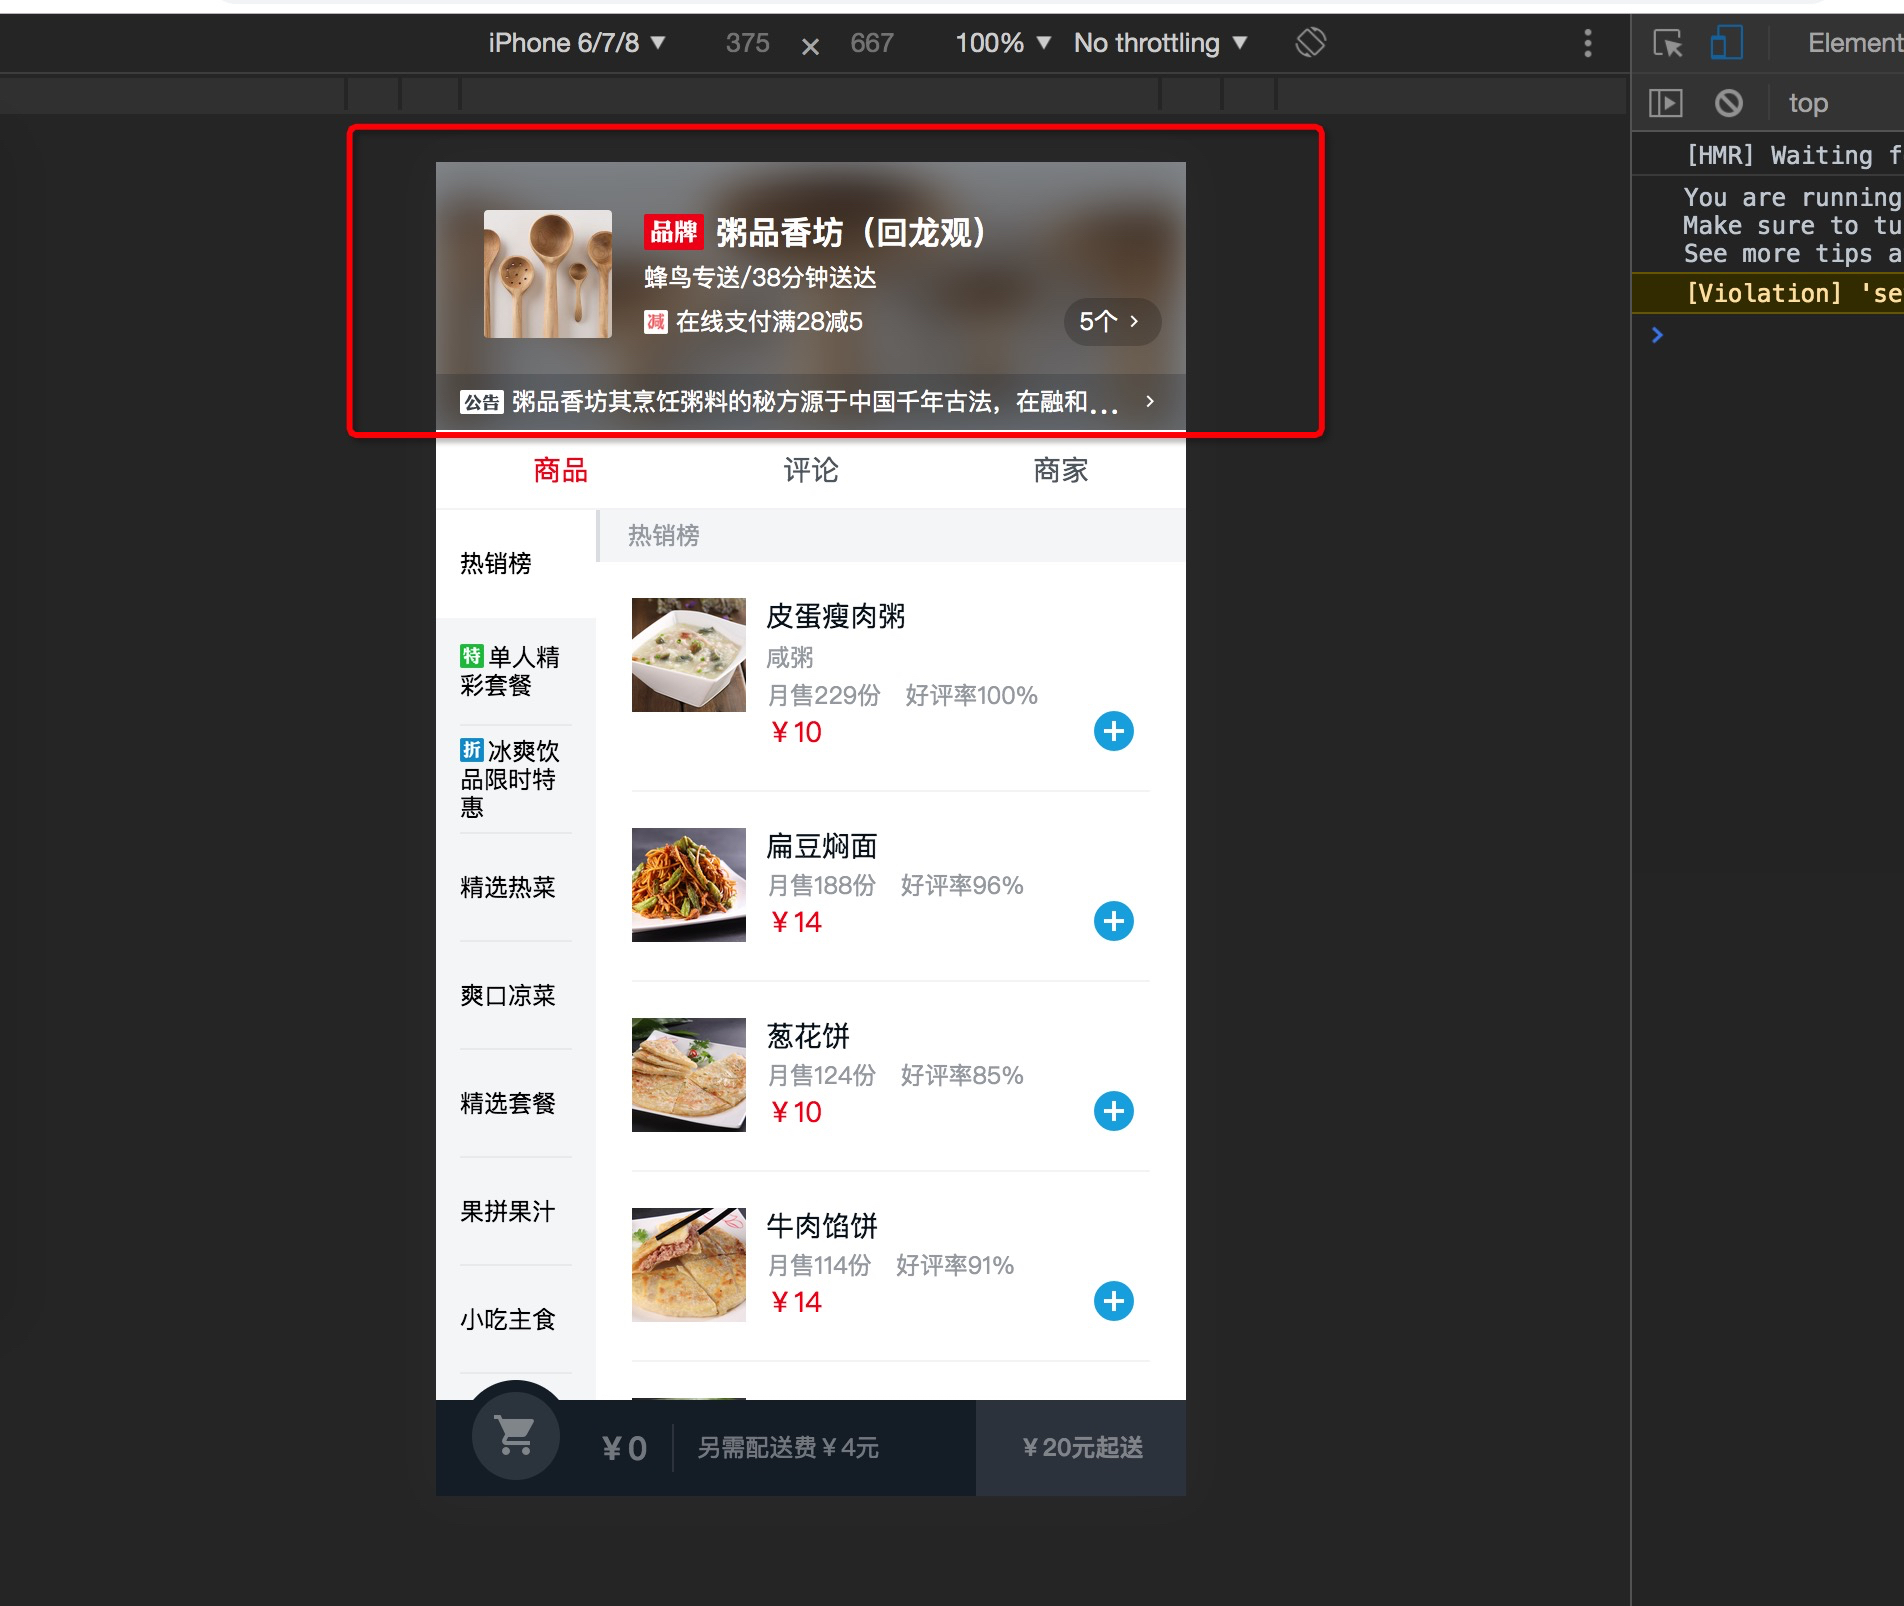 iPhone 6/7/8 ▼ 375 × 667 100% ▼ No throttling ▼
Element
top
[HMR] Waiting f
You are running
Make sure to tu
See more tips a
[Violation] 'se
品牌 粥品香坊（回龙观）
蜂鸟专送/38分钟送达
减 在线支付满28减5
5个 >
公告 粥品香坊其烹饪粥料的秘方源于中国千年古法，在融和... >
商品 评论 商家
热销榜
特 单人精
彩套餐
折 冰爽饮
品限时特
惠
精选热菜
爽口凉菜
精选套餐
果拼果汁
小吃主食
热销榜
皮蛋瘦肉粥
咸粥
月售229份 好评率100%
￥10
扁豆焖面
月售188份 好评率96%
￥14
葱花饼
月售124份 好评率85%
￥10
牛肉馅饼
月售114份 好评率91%
￥14
￥0 另需配送费￥4元 ￥20元起送